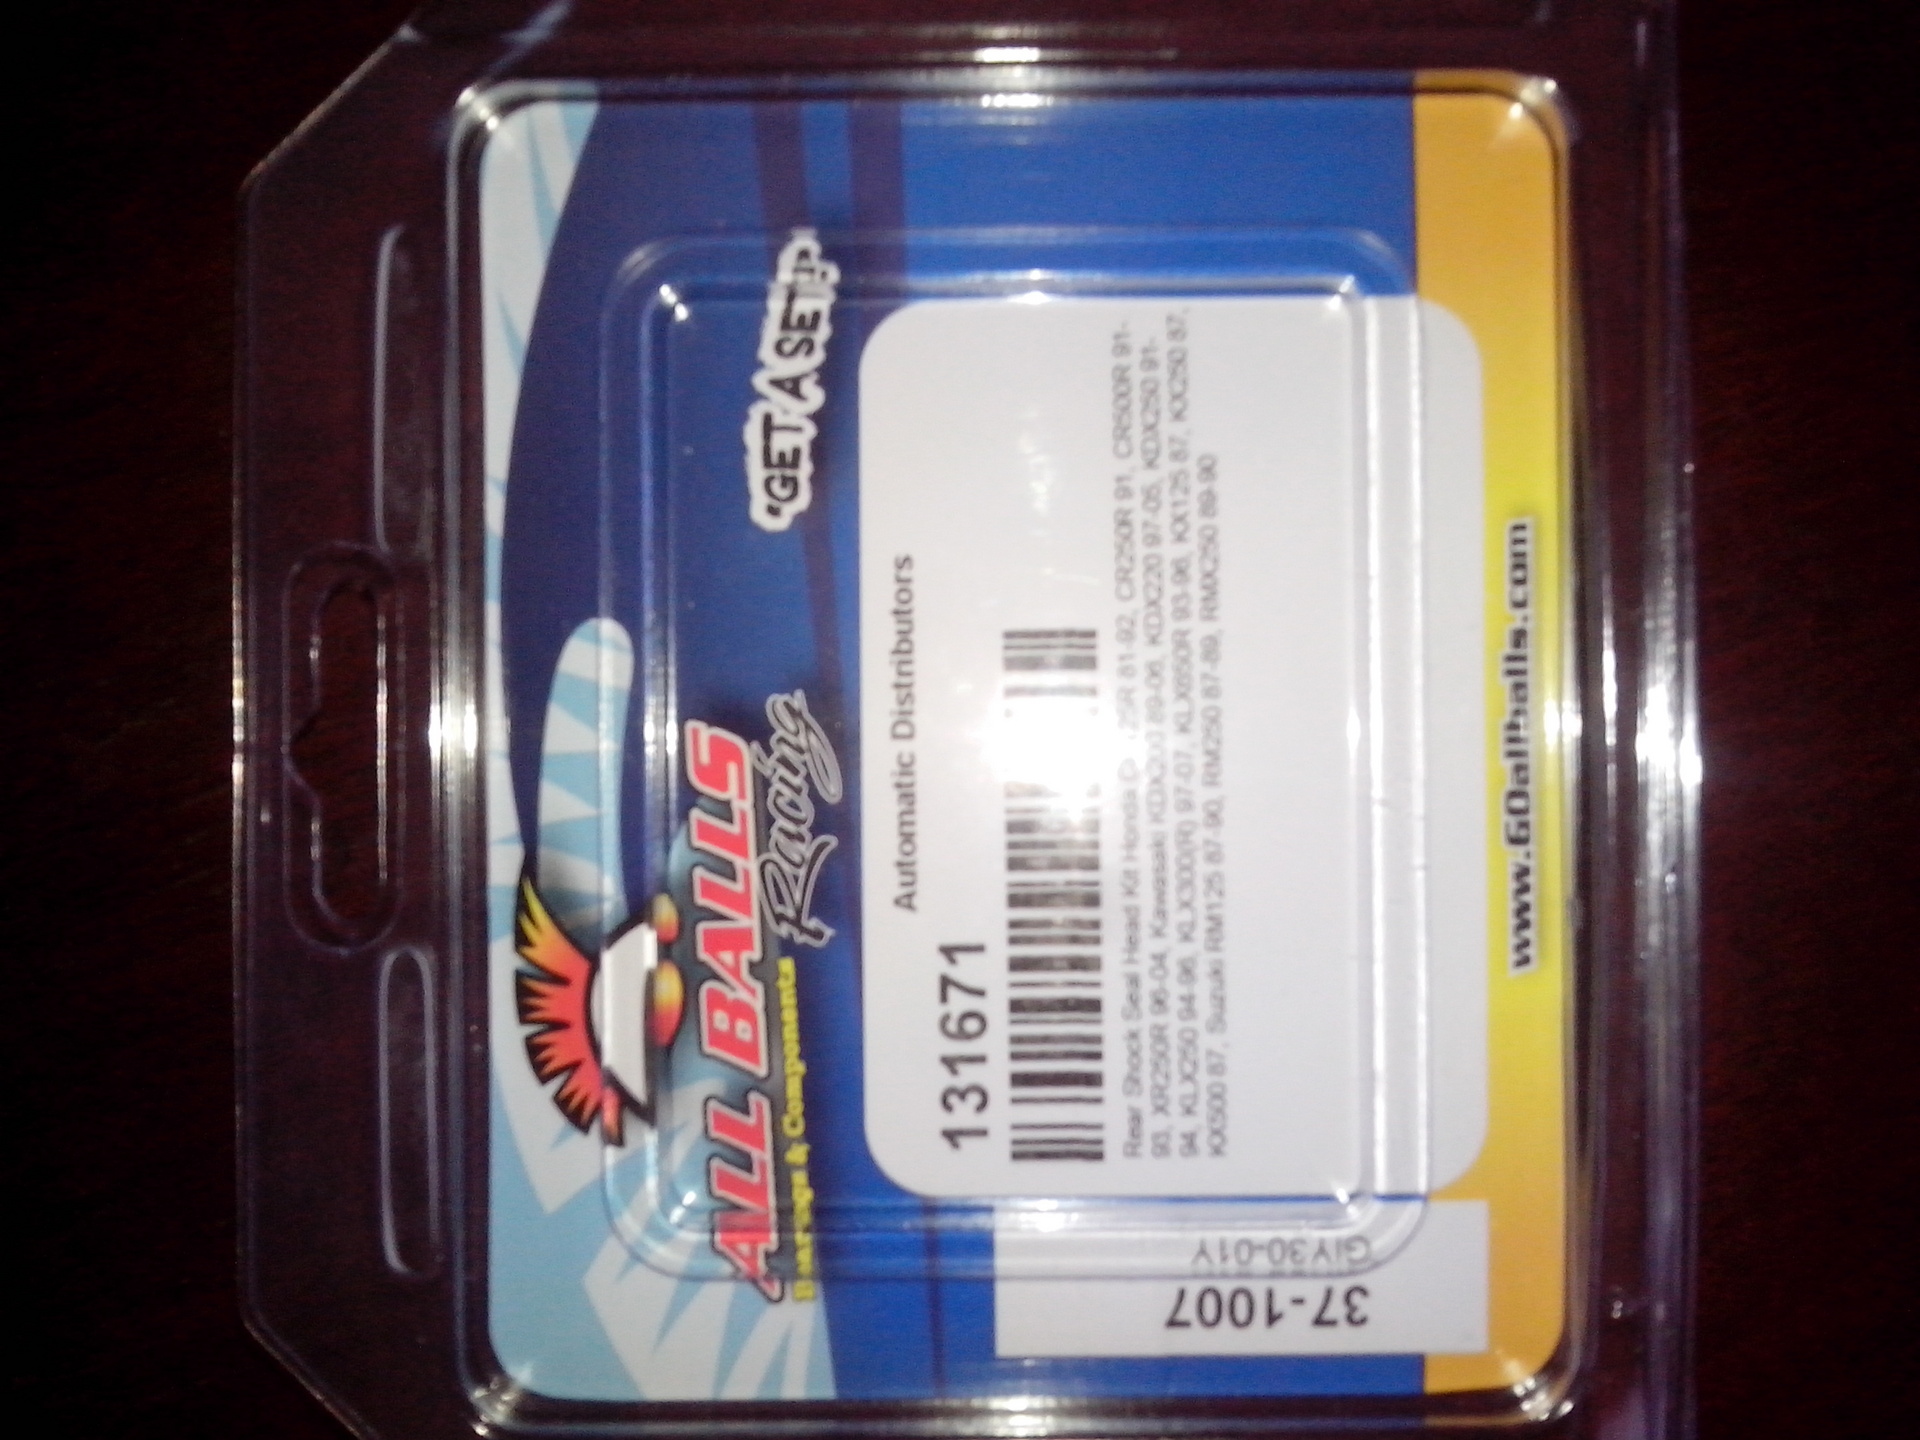 ALL BALLS
Racing
Bearings & Components
"GET A SET!"
Automatic Distributors
131671
Rear Shock Seal Head Kit Honda 81-92, CR250R 91, CR500R 91-
93, XR250R 96-04, Kawasaki KDX200 89-06, KDX220 97-05, KDX250 91-
94, KLX250 94-96, KLX300(R) 97-07, KLX650R 93-96, KX125 87, KX250 87,
KX500 87, Suzuki RM125 87-90, RM250 87-89, RMX250 89-90
37-1007
GIY30-01Y
www.GOallballs.com